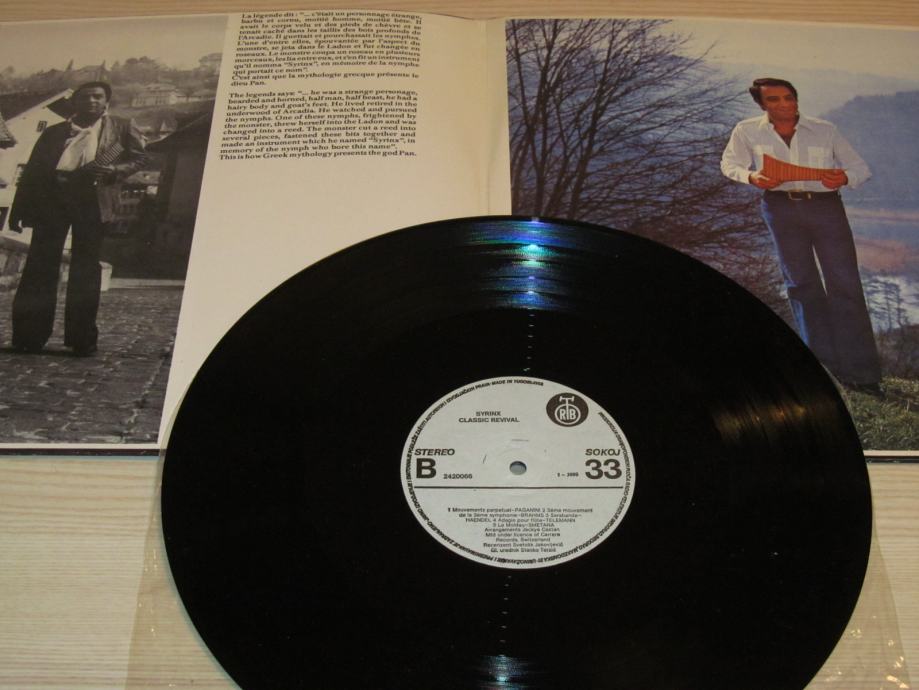 La légende dit : "... c'était un personnage étrange,
barbu et cornu, moitié homme, moitié bête. Il
avait le corps velu et des pieds de chèvre et se
tenait caché dans les taillis des bois profonds de
l'Arcadie. Il guettait et pourchassait les nymphes.
L'une d'entre elles, épouvantée par l'aspect du
monstre, se jeta dans le Ladon et fut changée en
roseaux. Le monstre coupa un roseau en plusieurs
morceaux, les lia entre eux, et s'en fit un instrument
qu'il nomma "Syrinx", en mémoire de la nymphe
qui portait ce nom".
C'est ainsi que la mythologie grecque présente le
dieu Pan.
The legends says: "... he was a strange personage,
bearded and horned, half man, half beast, he had a
hairy body and goat's feet. He lived retired in the
underwood of Arcadia. He watched and pursued
the nymphs. One of these nymphs, frightened by
the monster, threw herself into the Ladon and was
changed into a reed. The monster cut a reed into
several pieces, fastened these bits together and
made an instrument which he named "Syrinx", in
memory of the nymph who bore this name".
This is how Greek mythology presents the god Pan.
MADE IN YUGOSLAVIA
SYRINX
CLASSIC REVIVAL
RTB
STEREO
B 2420066
SOKOJ
33
1 Mouvements perpetuel-PAGANINI 2 3ème mouvement
de la 3ème symphonie-BRAHMS 3 Sarabande-
HAENDEL 4 Adagio pour flûte-TELEMANN
5 La Moldau-SMETANA
Arrangements Jackye Castan
Mfd under licence of Carrere
Records, Switzerland
Recenzent Svetolik Jakovljević
Gl. urednik Stanko Terzić